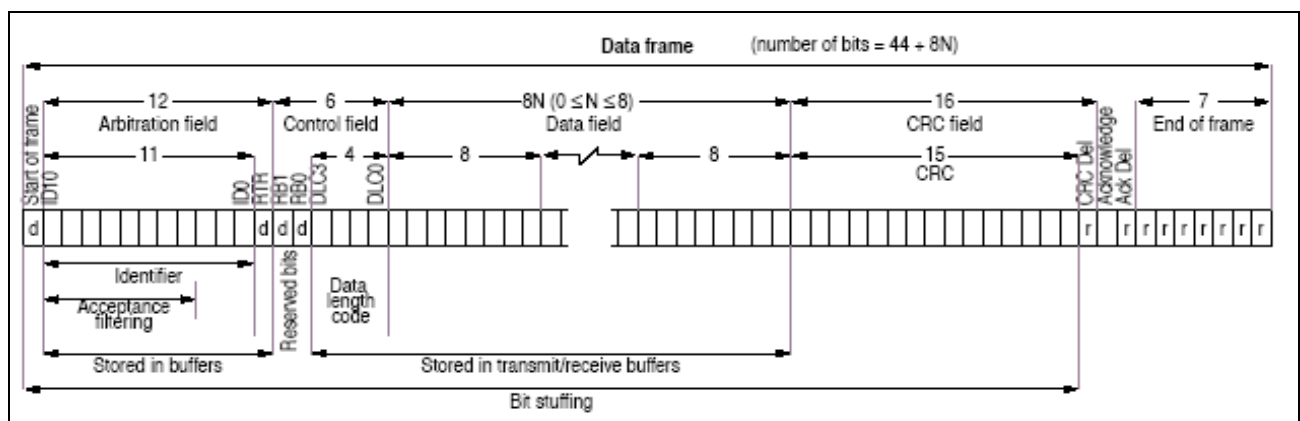 Data frame (number of bits = 44 + 8N)
12 6 8N (0 ≤ N ≤ 8) 16 7
Arbitration field Control field Data field CRC field End of frame
11 4 8 8 15
CRC
Start of frame
ID10
ID0
RTR
RB1
RB0
DLC3
DLC0
CRC Del
Acknowledge
Ack Del
d d d d r r r r r r r r r
Identifier
Acceptance
filtering
Reserved bits
Data
length
code
Stored in buffers Stored in transmit/receive buffers
Bit stuffing